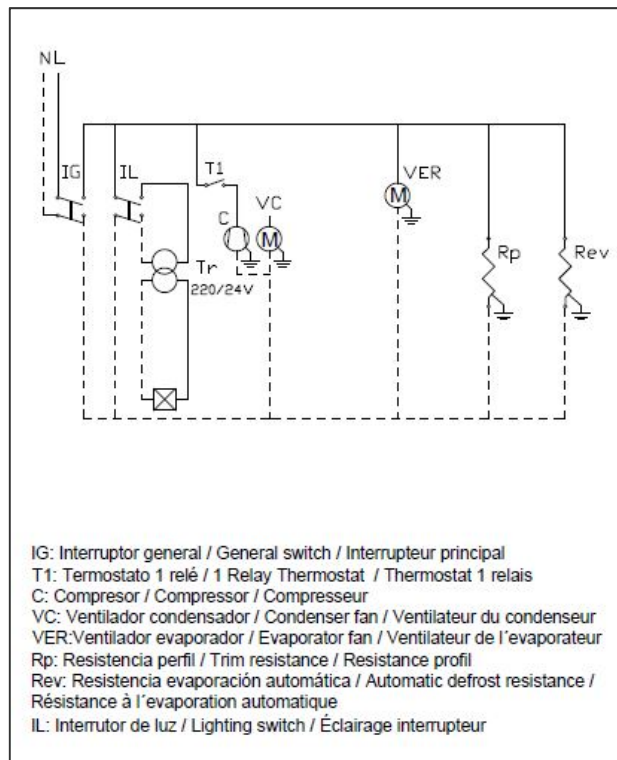 NL
IG
IL
T1
C
VC
M
VER
M
Tr
220/24V
Rp
Rev
IG: Interruptor general / General switch / Interrupteur principal
T1: Termostato 1 relé / 1 Relay Thermostat / Thermostat 1 relais
C: Compresor / Compressor / Compresseur
VC: Ventilador condensador / Condenser fan / Ventilateur du condenseur
VER:Ventilador evaporador / Evaporator fan / Ventilateur de l´evaporateur
Rp: Resistencia perfil / Trim resistance / Resistance profil
Rev: Resistencia evaporación automática / Automatic defrost resistance /
Résistance à l´evaporation automatique
IL: Interrutor de luz / Lighting switch / Éclairage interrupteur